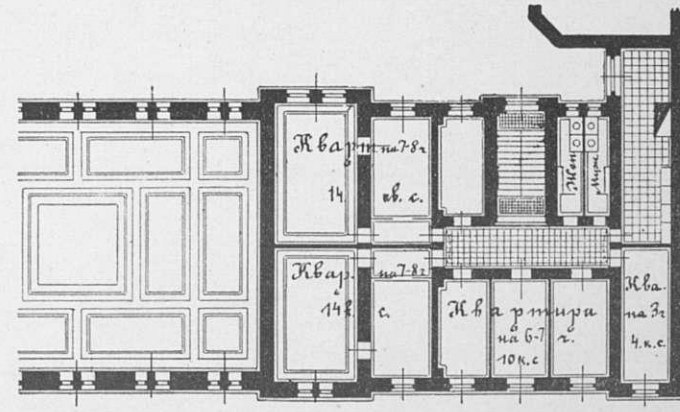 Кварт
на 7-8 г
14.
кв. с.
Жен.
Муж.
Квар.
на 7-8 г
14 к.
с.
Квартира
на 6-7 г.
10 к. с
Ква.
на 3 г
4. к. с.